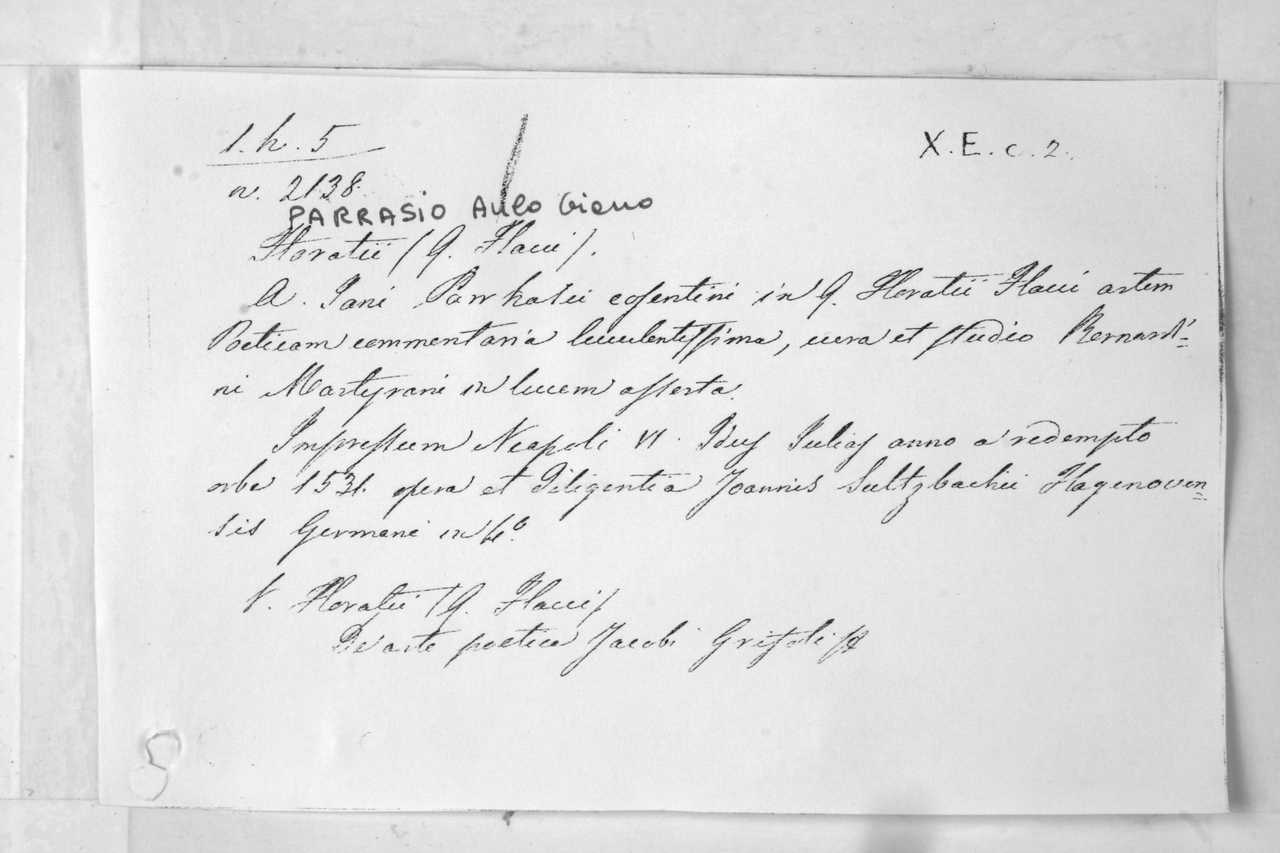 1. h. 5
X. E. c. 2.
n. 2138.
PARRASIO Aulo Giano
Horatii (Q. Flacci).
A. Jani Parrhasii cosentini in Q. Horatii Flacci artem
Poeticam commentaria luculentissima, cura et studio Bernardi=
ni Martyrani in lucem asserta.
Impressum Neapoli VI. Idus Julias anno a redempto
orbe 1531. opera et diligentia Joannis Sultzbachii Hagenoven=
sis Germani in 4.o
V. Horatii (Q. Flacci)
De arte poetica Jacobi Grifoli